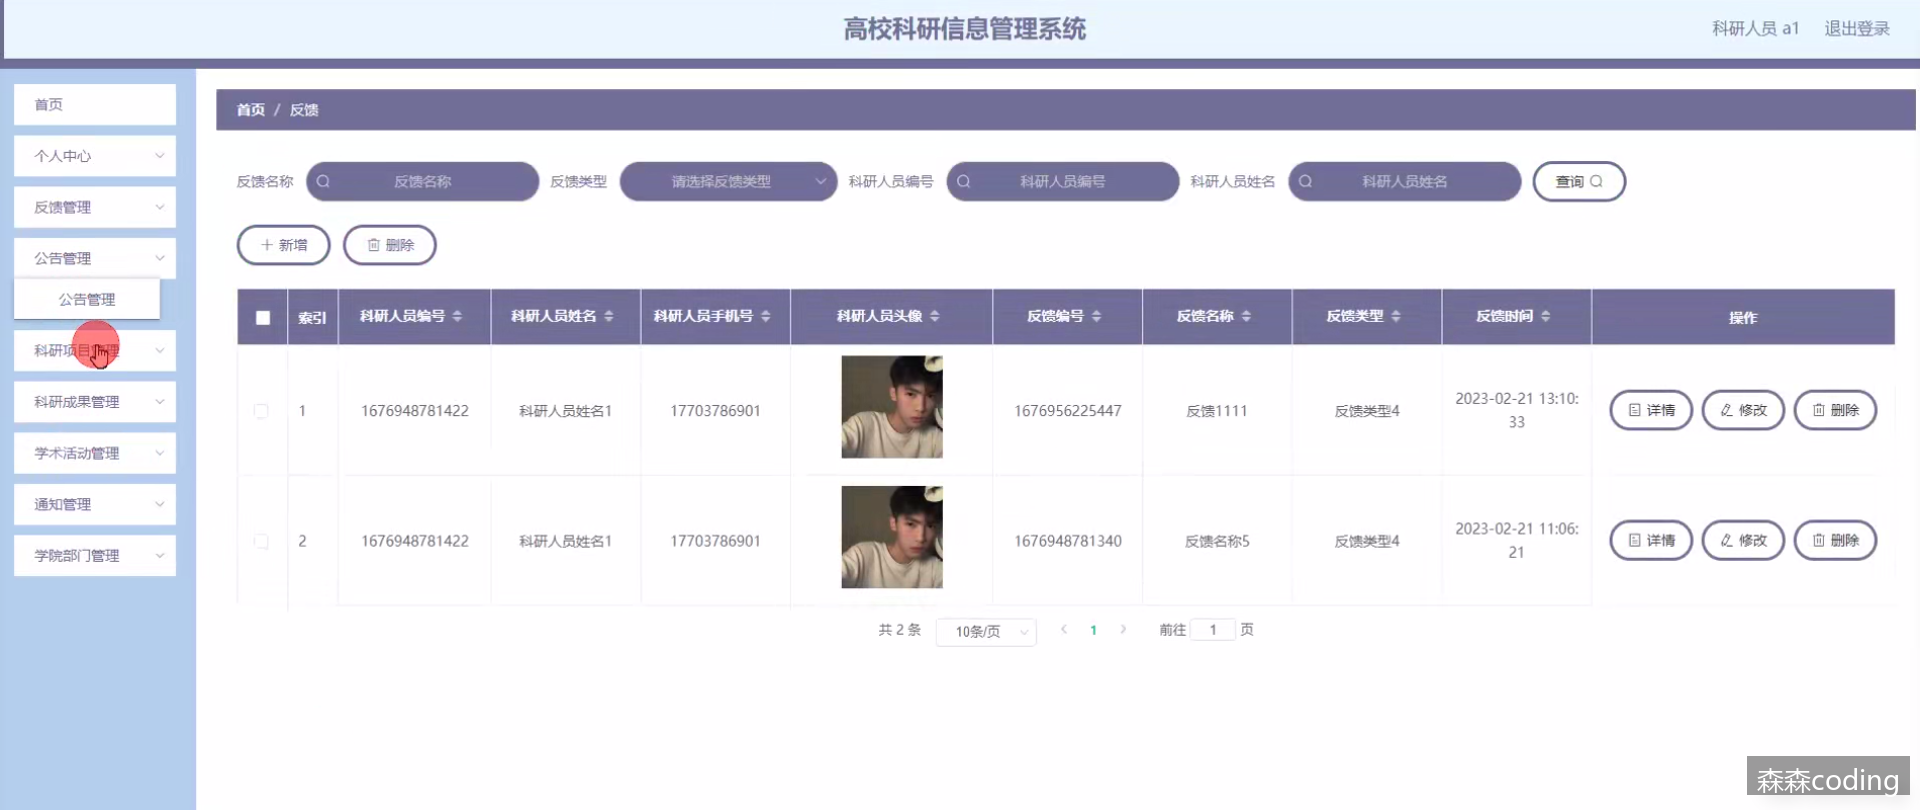 高校科研信息管理系统
科研人员 a1 退出登录
首页
个人中心
反馈管理
公告管理
公告管理
科研项目管理
科研成果管理
学术活动管理
通知管理
学院部门管理
首页 / 反馈
反馈名称 反馈名称 反馈类型 请选择反馈类型 科研人员编号 科研人员编号 科研人员姓名 科研人员姓名 查询
新增 删除
索引 科研人员编号 科研人员姓名 科研人员手机号 科研人员头像 反馈编号 反馈名称 反馈类型 反馈时间 操作
1 1676948781422 科研人员姓名1 17703786901 1676956225447 反馈1111 反馈类型4 2023-02-21 13:10:
33
详情 修改 删除
2 1676948781422 科研人员姓名1 17703786901 1676948781340 反馈名称5 反馈类型4 2023-02-21 11:06:
21
详情 修改 删除
共 2 条 10条/页 1 前往 1 页
森森coding